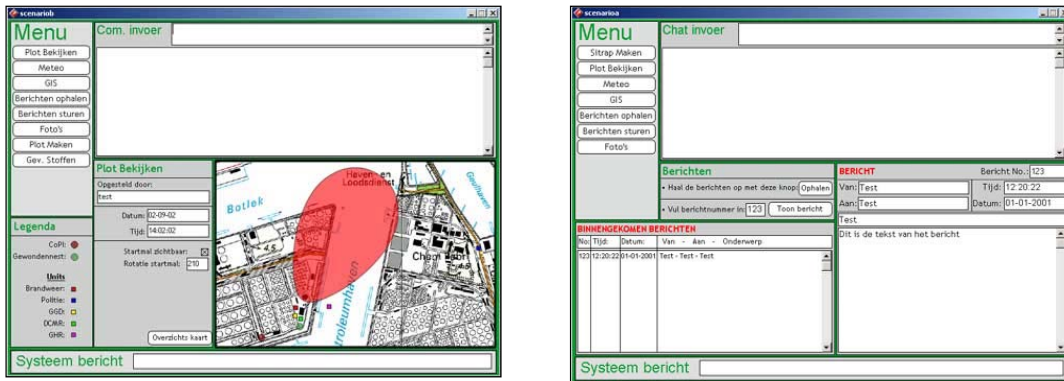 scenariob
Menu
Com. invoer
Plot Bekijken
Meteo
GIS
Berichten ophalen
Berichten sturen
Foto's
Plot Maken
Gev. Stoffen
Legenda
CoPI:
Gewondennest:
Units
Brandweer:
Politie:
GGD:
DCMR:
GHR:
Plot Bekijken
Opgesteld door:
test
Datum: 02-09-02
Tijd: 14:02:02
Startmal zichtbaar:
Rotatie startmal: 210
Overzichts kaart
Haven- en
Loodsdienst
Botlek
Geulhaven
Systeem bericht
scenarioa
Menu
Chat invoer
Sitrap Maken
Plot Bekijken
Meteo
GIS
Berichten ophalen
Berichten sturen
Foto's
Berichten
• Haal de berichten op met deze knop: Ophalen
• Vul berichtnummer in: 123 Toon bericht
BERICHT Bericht No.: 123
Van: Test Tijd: 12:20:22
Aan: Test Datum: 01-01-2001
Test
Dit is de tekst van het bericht
BINNENGEKOMEN BERICHTEN
No: Tijd: Datum: Van - Aan - Onderwerp
123 12:20:22 01-01-2001 Test - Test - Test
Systeem bericht